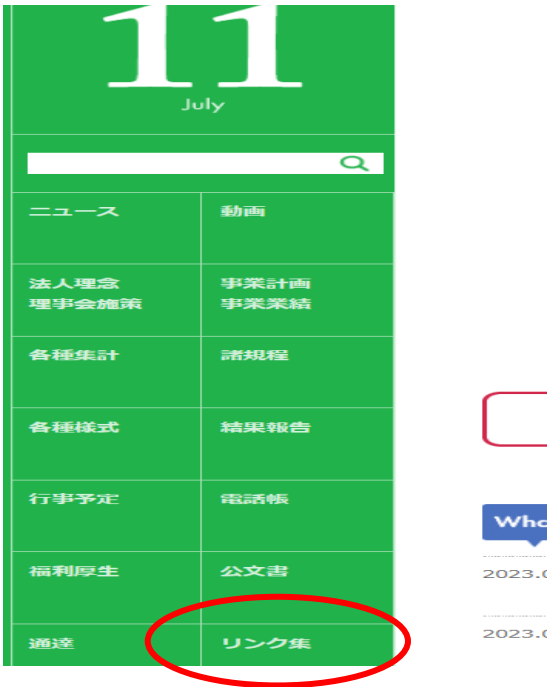 11
July
ニュース
動画
法人理念
理事会施策
事業計画
事業業績
各種集計
諸規程
各種様式
結果報告
行事予定
電話帳
福利厚生
公文書
通達
リンク集
2023.0
2023.0